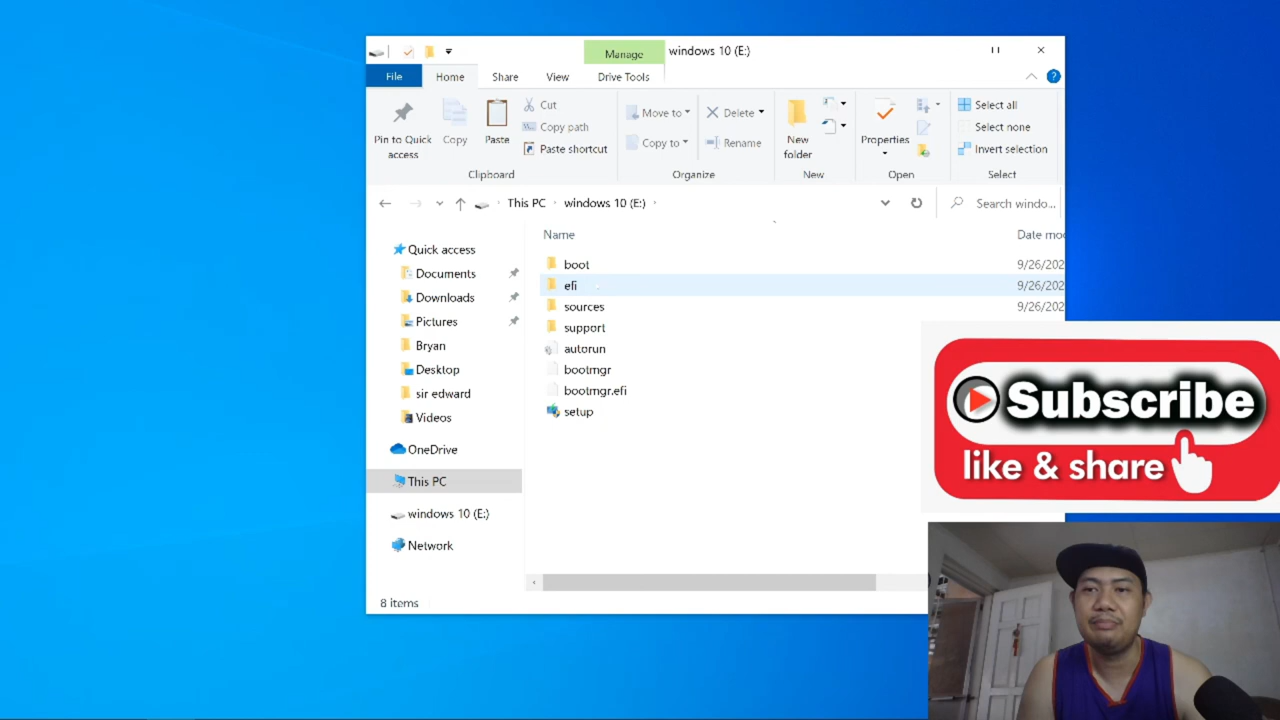 Manage
windows 10 (E:)
File
Home
Share
View
Drive Tools
Pin to Quick
access
Copy
Paste
Cut
Copy path
Paste shortcut
Clipboard
Move to
Copy to
Delete
Rename
Organize
New
folder
New
Properties
Open
Select all
Select none
Invert selection
Select
This PC
windows 10 (E:)
Search windo...
Quick access
Documents
Downloads
Pictures
Bryan
Desktop
sir edward
Videos
OneDrive
This PC
windows 10 (E:)
Network
Name
Date mo
boot
9/26/202
efi
9/26/202
sources
9/26/202
support
autorun
bootmgr
bootmgr.efi
setup
8 items
Subscribe
like & share